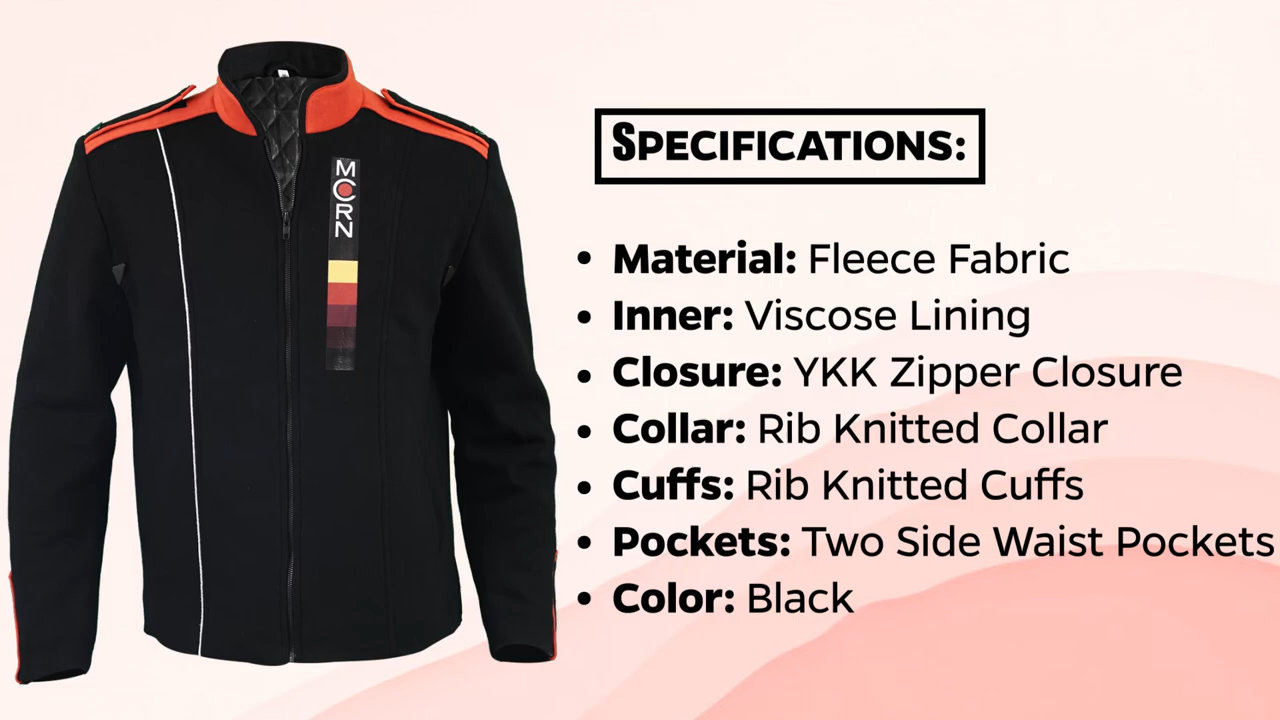 M
C
R
N
SPECIFICATIONS:
• Material: Fleece Fabric
• Inner: Viscose Lining
• Closure: YKK Zipper Closure
• Collar: Rib Knitted Collar
• Cuffs: Rib Knitted Cuffs
• Pockets: Two Side Waist Pockets
• Color: Black